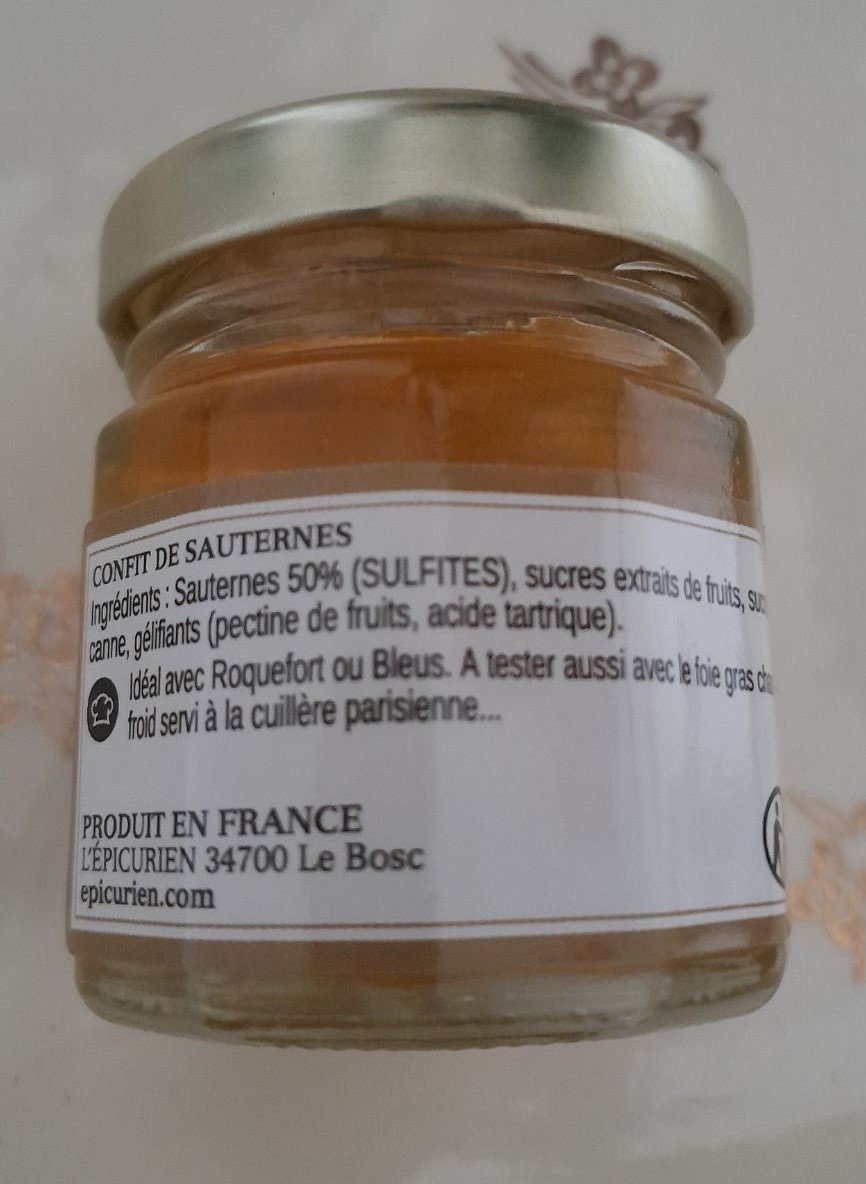 CONFIT DE SAUTERNES
Ingrédients : Sauternes 50% (SULFITES), sucres extraits de fruits,
canne, gélifiants (pectine de fruits, acide tartrique).
Idéal avec Roquefort ou Bleus. A tester aussi avec le foie gras
froid servi à la cuillère parisienne...
PRODUIT EN FRANCE
L'ÉPICURIEN 34700 Le Bosc
epicurien.com